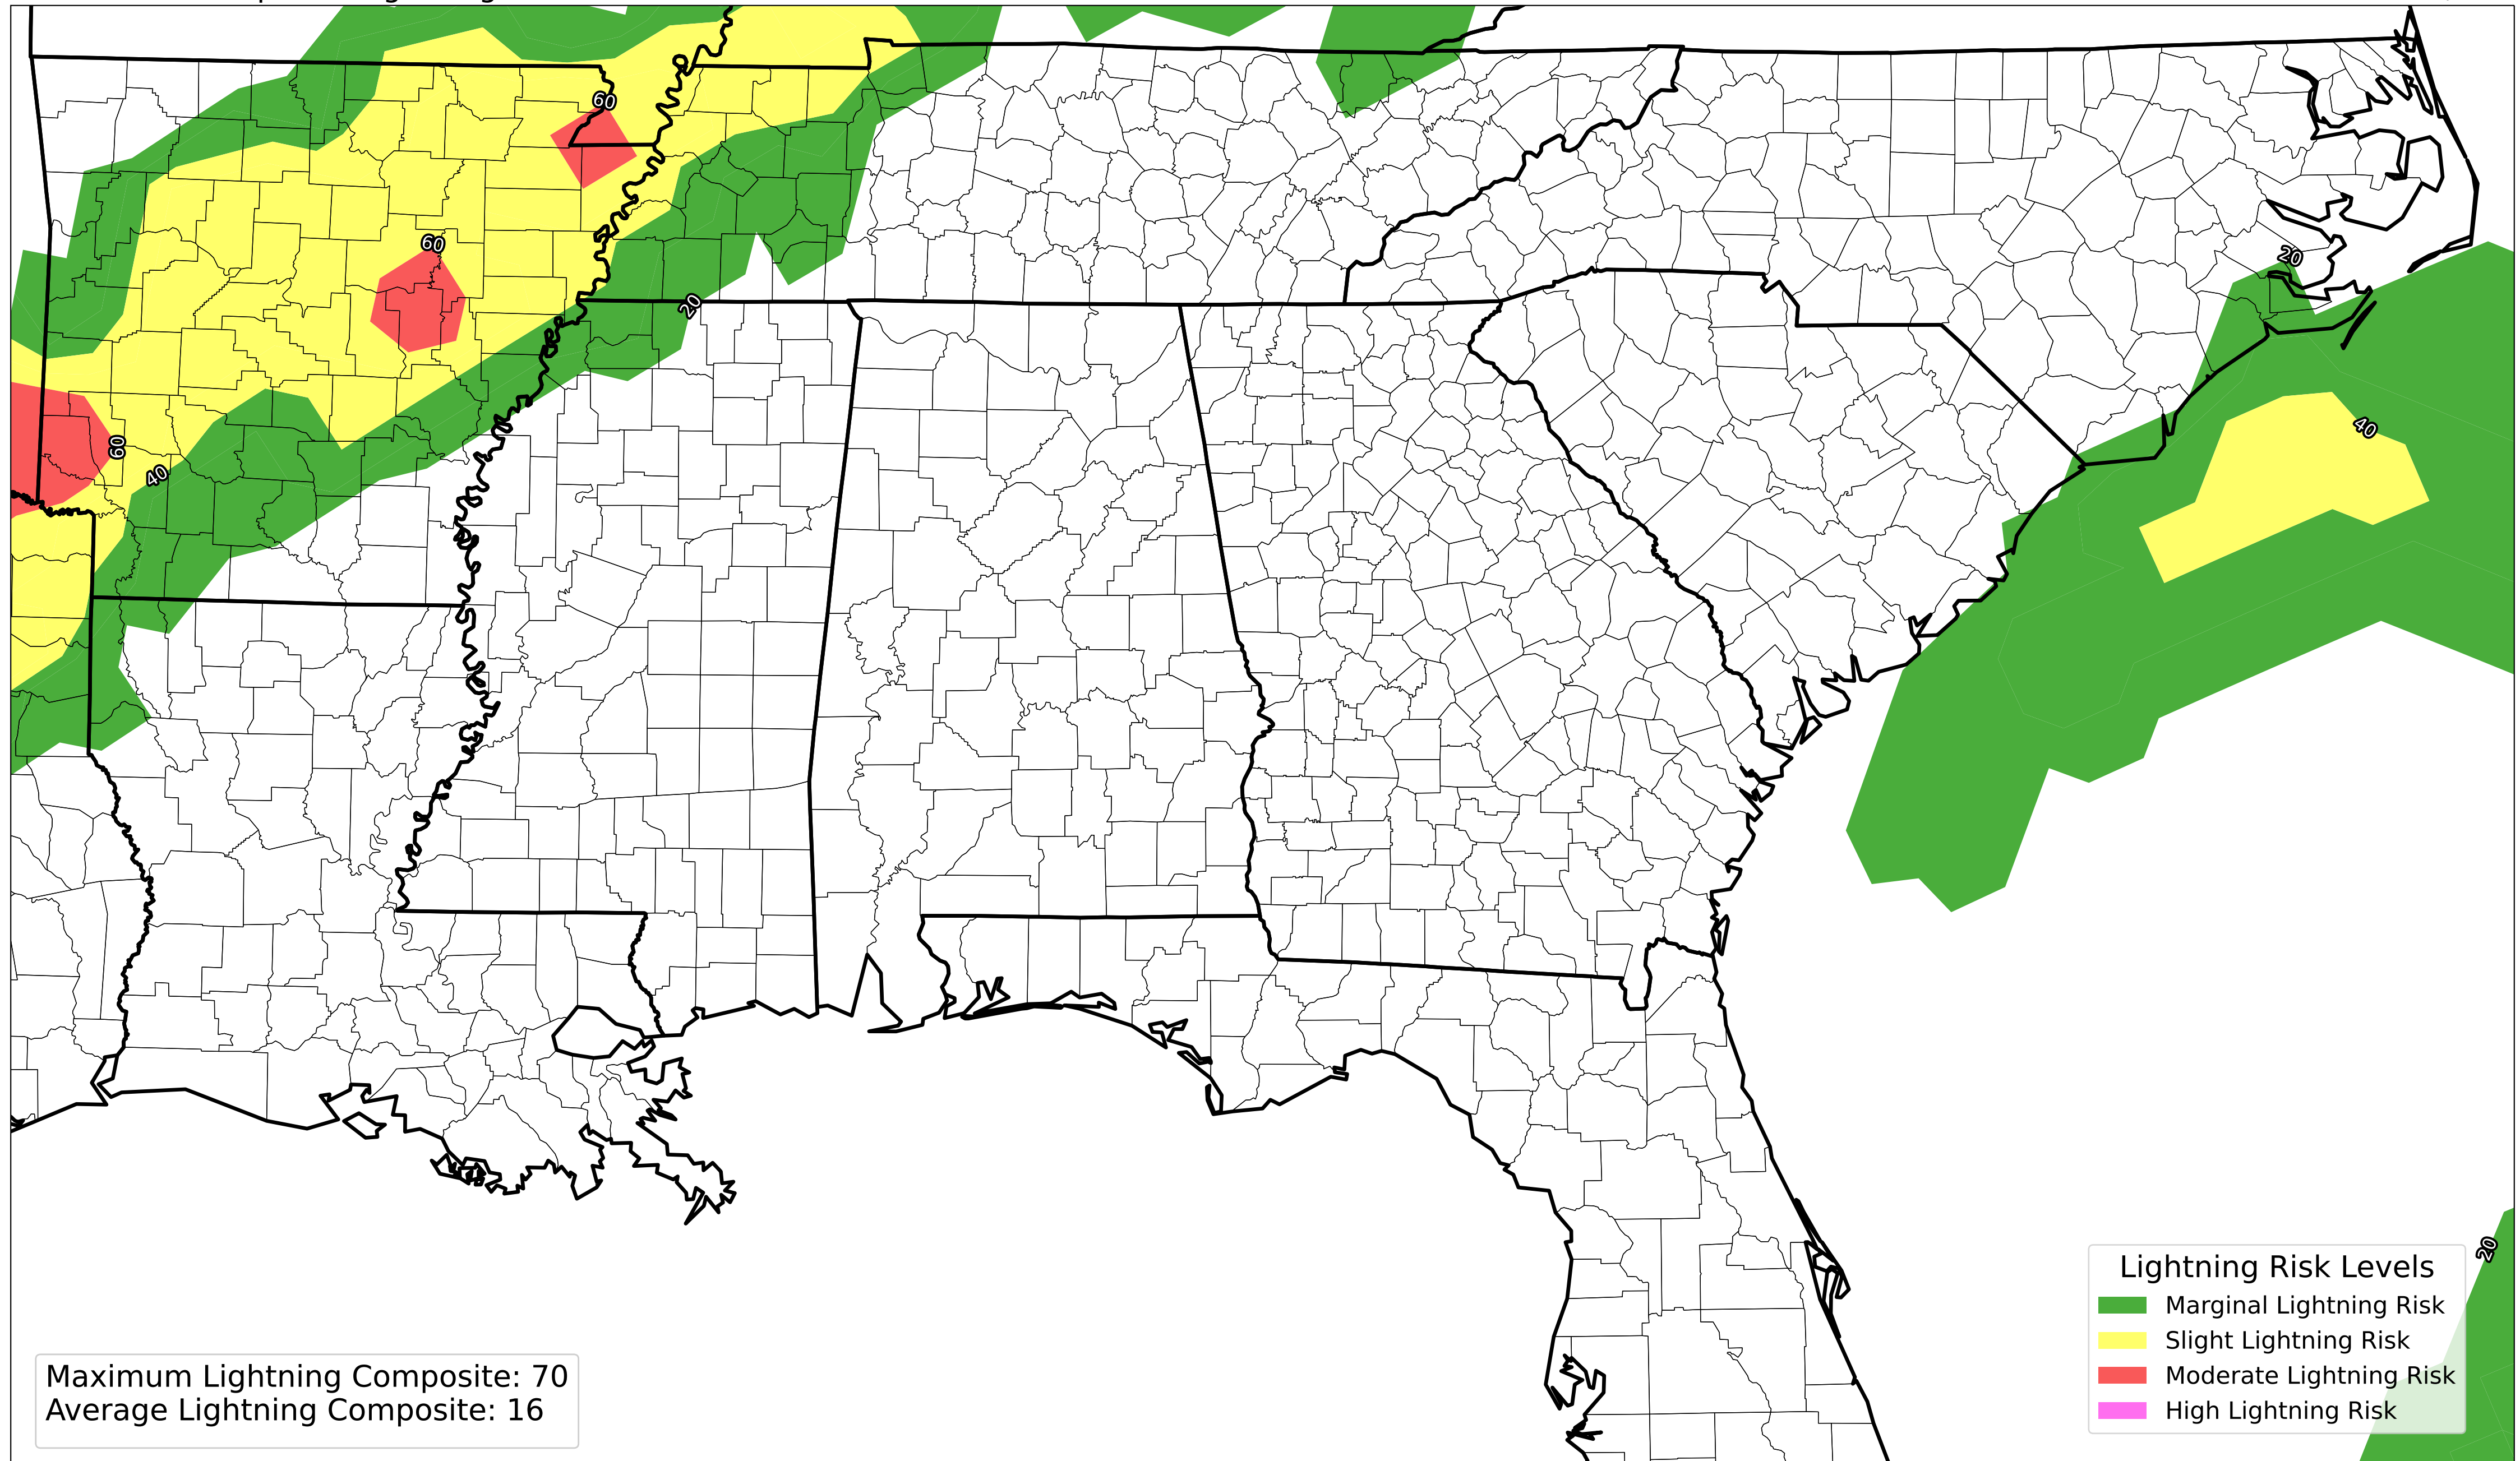 60
60
20
20
40
60
40
20
Lightning Risk Levels
Marginal Lightning Risk
Slight Lightning Risk
Moderate Lightning Risk
High Lightning Risk
Maximum Lightning Composite: 70
Average Lightning Composite: 16